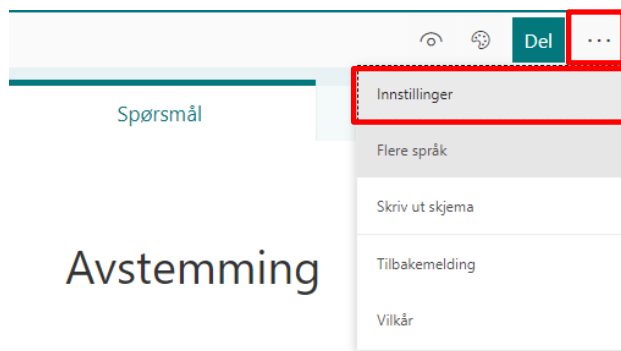 Del ...
Innstillinger
Spørsmål
Flere språk
Skriv ut skjema
Avstemming
Tilbakemelding
Vilkår